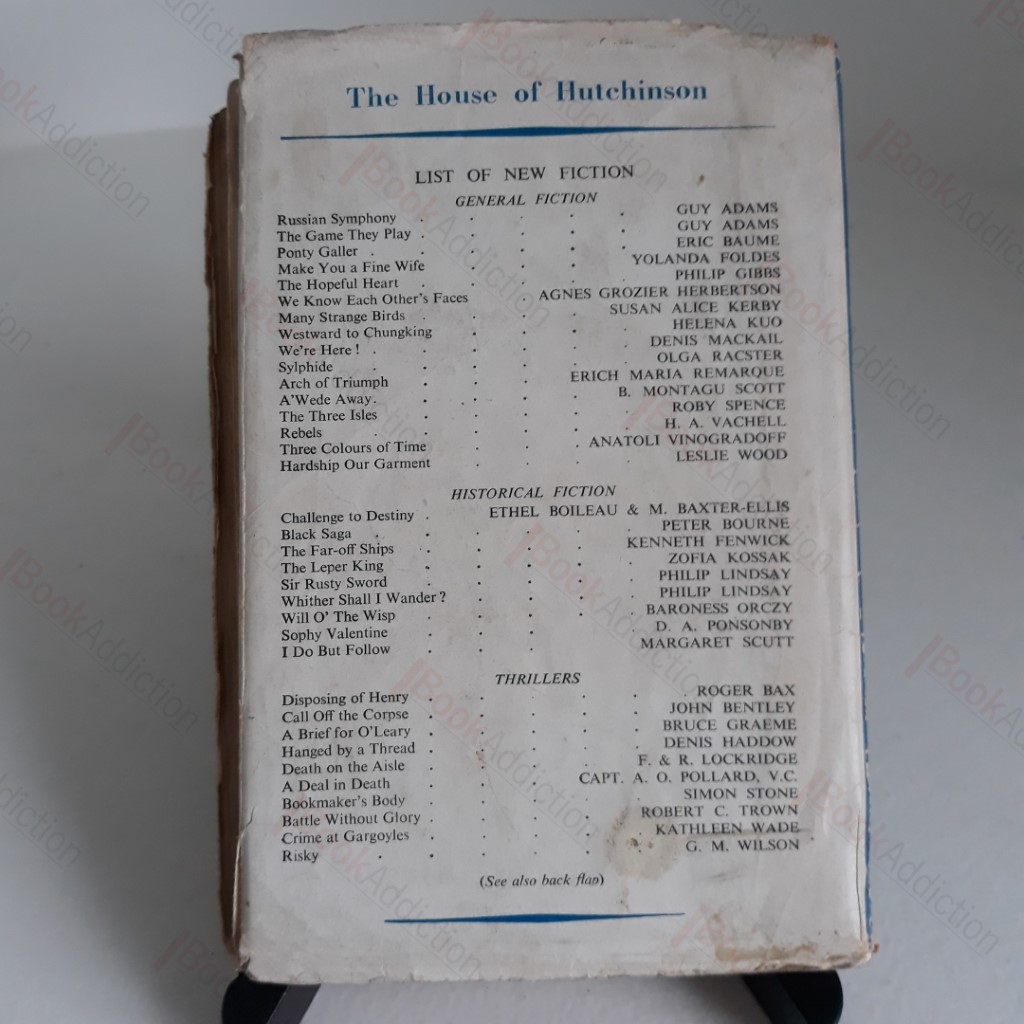 The House of Hutchinson
LIST OF NEW FICTION
GENERAL FICTION
Russian Symphony . . . . . GUY ADAMS
The Game They Play . . . . . GUY ADAMS
Ponty Galler . . . . . ERIC BAUME
Make You a Fine Wife . . . YOLANDA FOLDES
The Hopeful Heart . . . . PHILIP GIBBS
We Know Each Other's Faces . AGNES GROZIER HERBERTSON
Many Strange Birds . . . . SUSAN ALICE KERBY
Westward to Chungking . . . . HELENA KUO
We're Here ! . . . . . DENIS MACKAIL
Sylphide . . . . . OLGA RACSTER
Arch of Triumph . . . ERICH MARIA REMARQUE
A'Wede Away. . . . . B. MONTAGU SCOTT
The Three Isles . . . . . ROBY SPENCE
Rebels . . . . . H. A. VACHELL
Three Colours of Time . . . ANATOLI VINOGRADOFF
Hardship Our Garment . . . . LESLIE WOOD
HISTORICAL FICTION
Challenge to Destiny . ETHEL BOILEAU & M. BAXTER-ELLIS
Black Saga . . . . . PETER BOURNE
The Far-off Ships . . . . KENNETH FENWICK
The Leper King . . . . ZOFIA KOSSAK
Sir Rusty Sword . . . . PHILIP LINDSAY
Whither Shall I Wander ? . . . PHILIP LINDSAY
Will O' The Wisp . . . . . BARONESS ORCZY
Sophy Valentine . . . . D. A. PONSONBY
I Do But Follow . . . MARGARET SCUTT
THRILLERS
Disposing of Henry . . . . . . ROGER BAX
Call Off the Corpse . . . . . JOHN BENTLEY
A Brief for O'Leary . . . . . BRUCE GRAEME
Hanged by a Thread . . . . . DENIS HADDOW
Death on the Aisle . . . . . F. & R. LOCKRIDGE
A Deal in Death . . . . CAPT. A. O. POLLARD, V.C.
Bookmaker's Body . . . . . SIMON STONE
Battle Without Glory . . . . . ROBERT C. TROWN
Crime at Gargoyles . . . . . KATHLEEN WADE
Risky . . . . . . G. M. WILSON
(See also back flap)
BookAddiction